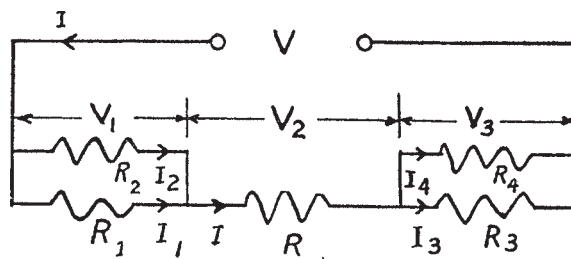 I V
V₁ V₂ V₃
R₂ I₂ I₄ R₄
R₁ I₁ I R I₃ R₃